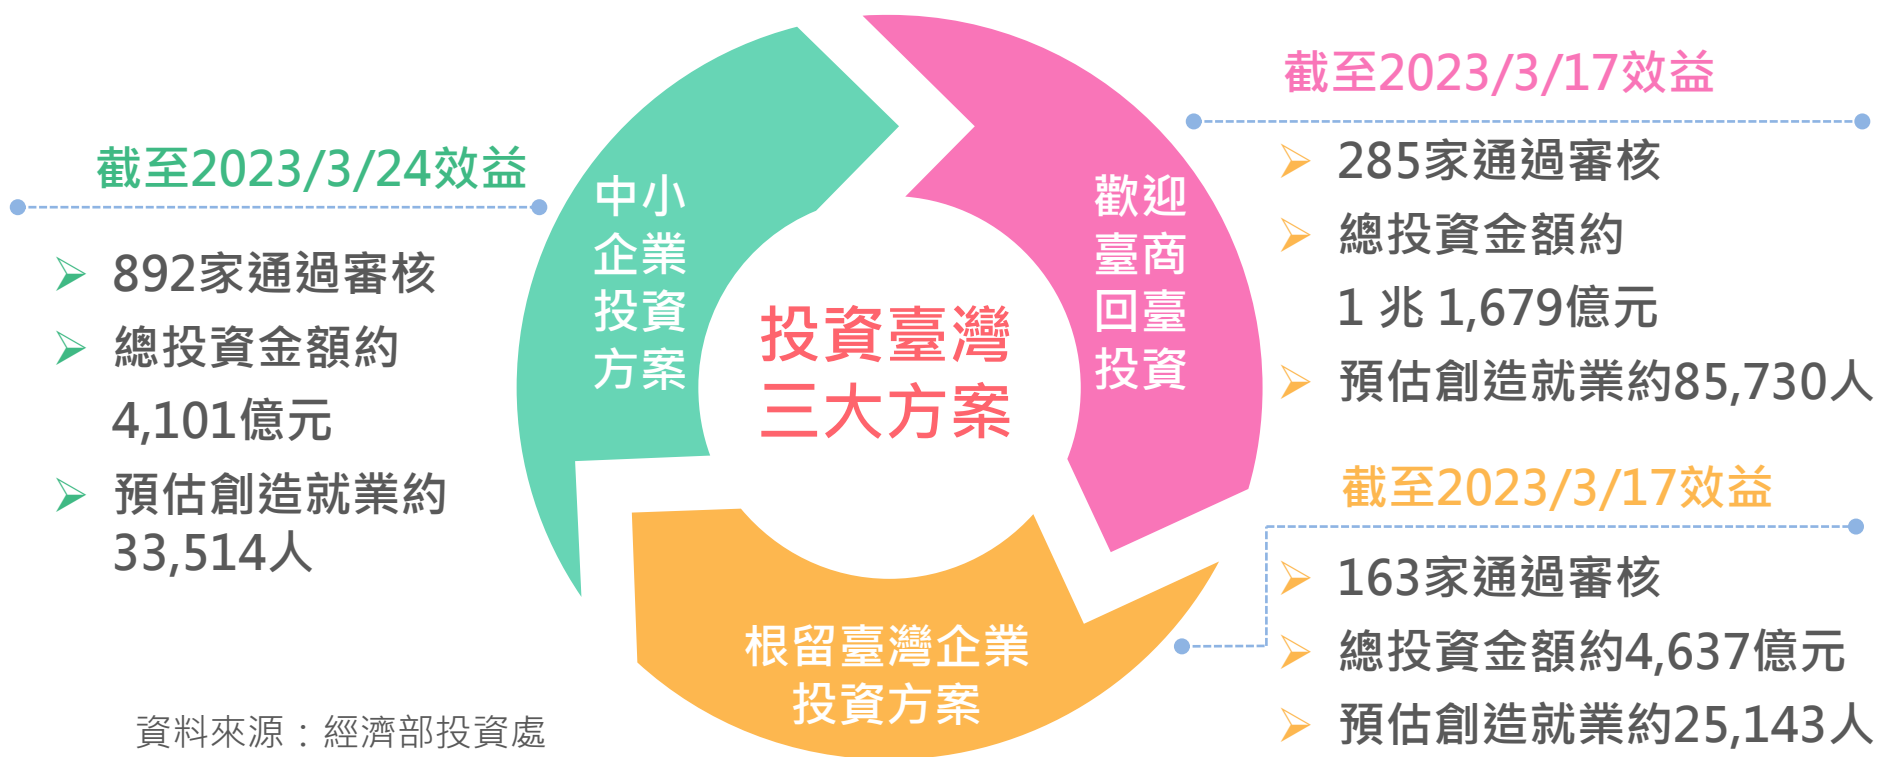 截至2023/3/24效益
892家通過審核
總投資金額約
4,101億元
預估創造就業約
33,514人
中小
企業
投資
方案
投資臺灣
三大方案
歡迎
臺商
回臺
投資
截至2023/3/17效益
285家通過審核
總投資金額約
1 兆 1,679億元
預估創造就業約85,730人
截至2023/3/17效益
163家通過審核
總投資金額約4,637億元
預估創造就業約25,143人
根留臺灣企業
投資方案
資料來源：經濟部投資處